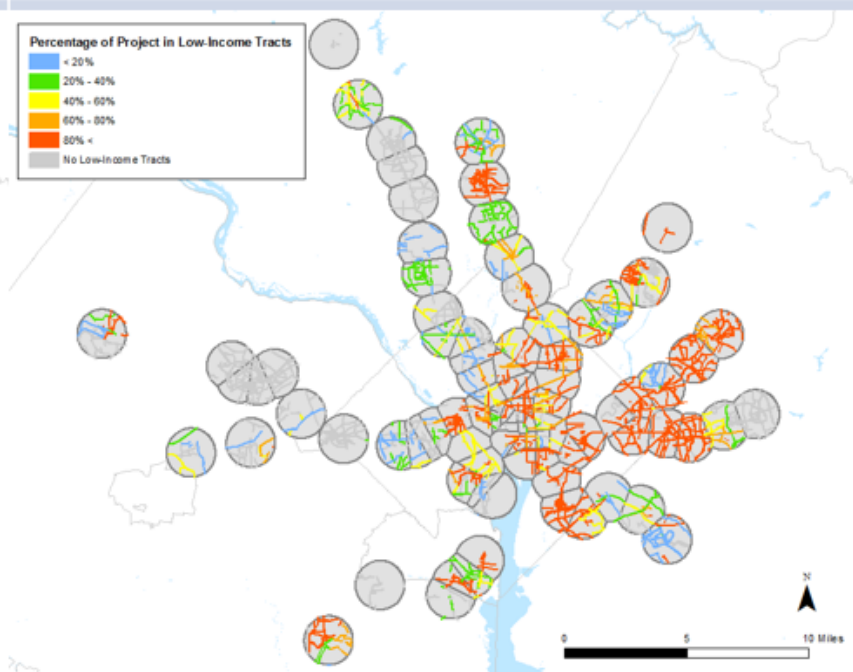 Percentage of Project in Low-Income Tracts
< 20%
20% - 40%
40% - 60%
60% - 80%
80% <
No Low-Income Tracts
N
0 5 10 Miles